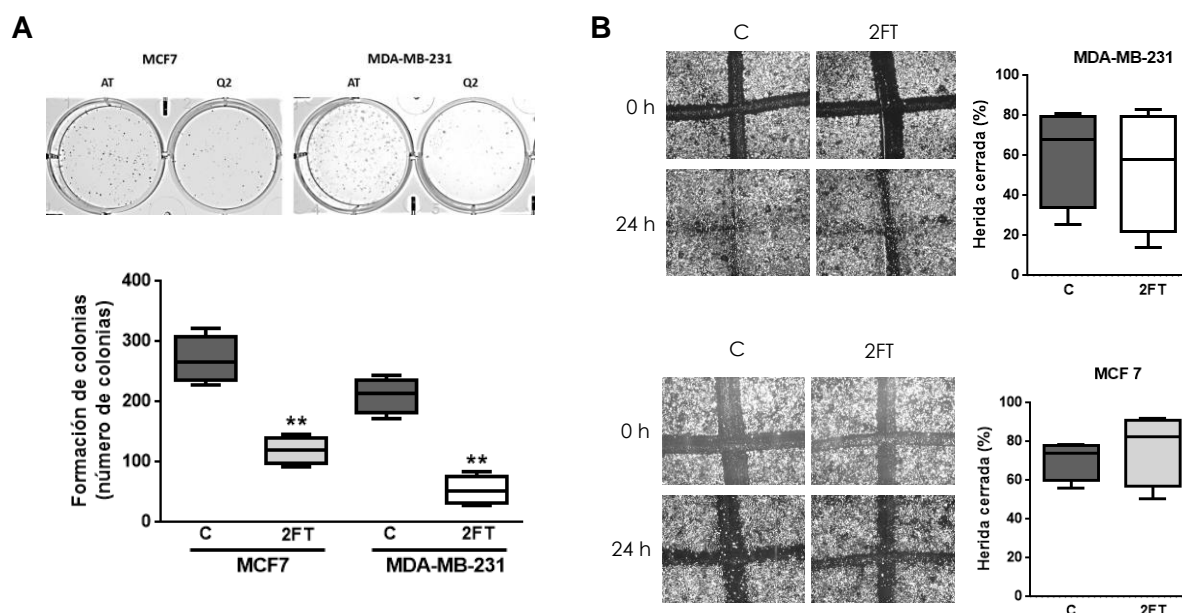 A
MCF7
MDA-MB-231
AT
Q2
AT
Q2
Formación de colonias
(número de colonias)
400
300
200
100
0
**
**
C
2FT
C
2FT
MCF7
MDA-MB-231
B
C
2FT
0 h
24 h
MDA-MB-231
Herida cerrada (%)
100
80
60
40
20
0
C
2FT
C
2FT
0 h
24 h
MCF 7
Herida cerrada (%)
100
80
60
40
20
0
C
2FT